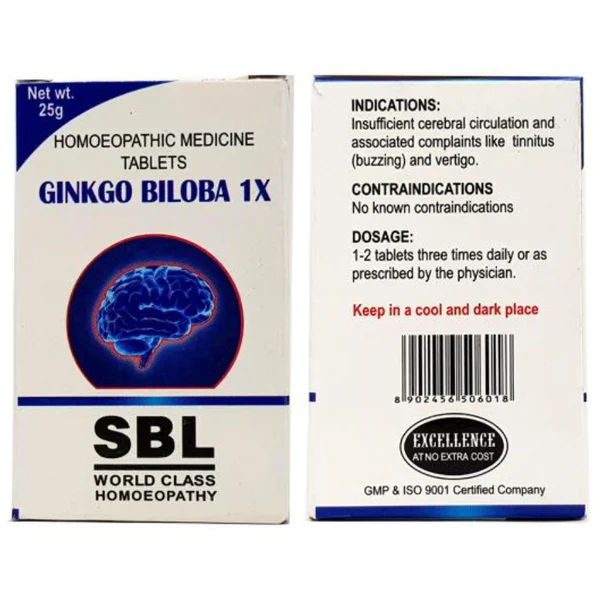 Net wt.
25g
HOMOEOPATHIC MEDICINE
TABLETS
GINKGO BILOBA 1X
SBL
WORLD CLASS
HOMOEOPATHY
INDICATIONS:
Insufficient cerebral circulation and
associated complaints like tinnitus
(buzzing) and vertigo.
CONTRAINDICATIONS
No known contraindications
DOSAGE:
1-2 tablets three times daily or as
prescribed by the physician.
Keep in a cool and dark place
8 902456 506018
EXCELLENCE
AT NO EXTRA COST
GMP & ISO 9001 Certified Company